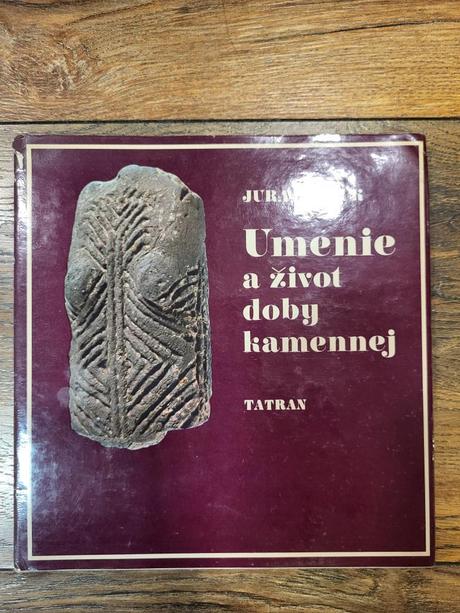 Umenie
a život
doby
kamennej
TATRAN